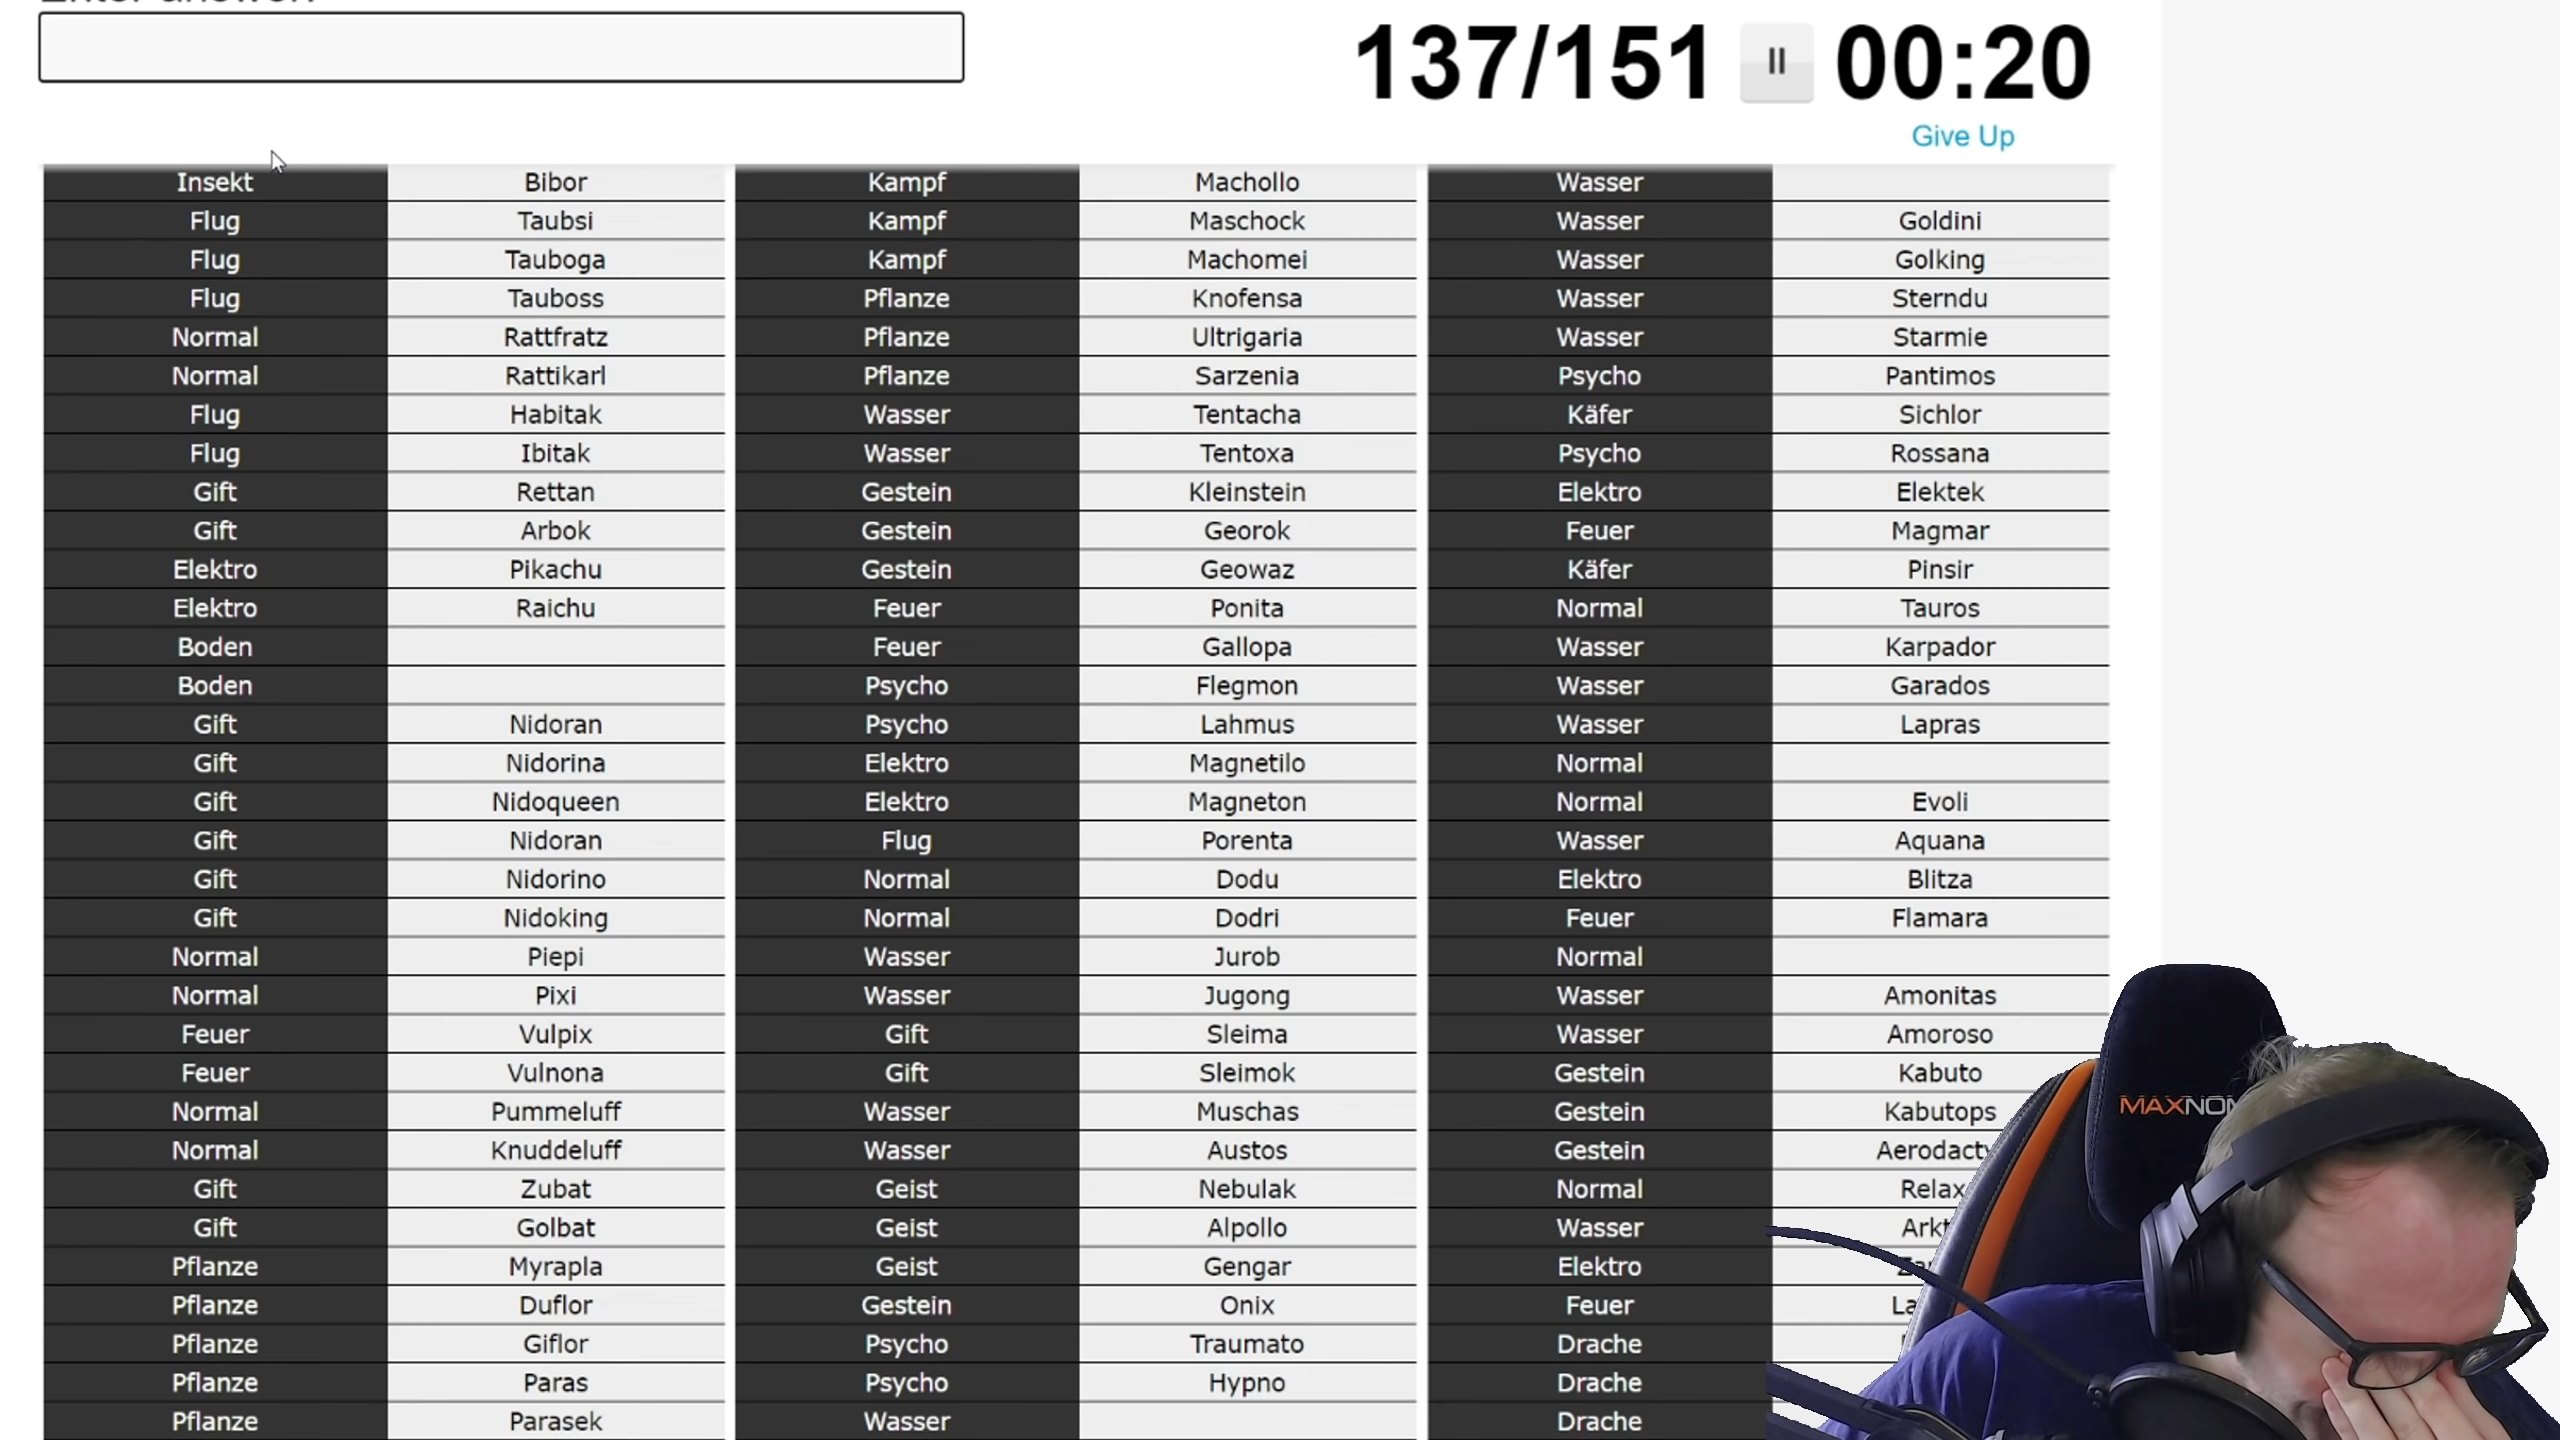 137/151 00:20
Give Up
Insekt Bibor Kampf Machollo Wasser
Flug Taubsi Kampf Maschock Wasser Goldini
Flug Tauboga Kampf Machomei Wasser Golking
Flug Tauboss Pflanze Knofensa Wasser Sterndu
Normal Rattfratz Pflanze Ultrigaria Wasser Starmie
Normal Rattikarl Pflanze Sarzenia Psycho Pantimos
Flug Habitak Wasser Tentacha Käfer Sichlor
Flug Ibitak Wasser Tentoxa Psycho Rossana
Gift Rettan Gestein Kleinstein Elektro Elektek
Gift Arbok Gestein Georok Feuer Magmar
Elektro Pikachu Gestein Geowaz Käfer Pinsir
Elektro Raichu Feuer Ponita Normal Tauros
Boden Feuer Gallopa Wasser Karpador
Boden Psycho Flegmon Wasser Garados
Gift Nidoran Psycho Lahmus Wasser Lapras
Gift Nidorina Elektro Magnetilo Normal
Gift Nidoqueen Elektro Magneton Normal Evoli
Gift Nidoran Flug Porenta Wasser Aquana
Gift Nidorino Normal Dodu Elektro Blitza
Gift Nidoking Normal Dodri Feuer Flamara
Normal Piepi Wasser Jurob Normal
Normal Pixi Wasser Jugong Wasser Amonitas
Feuer Vulpix Gift Sleima Wasser Amoroso
Feuer Vulnona Gift Sleimok Gestein Kabuto
Normal Pummeluff Wasser Muschas Gestein Kabutops
Normal Knuddeluff Wasser Austos Gestein
Gift Zubat Geist Nebulak Normal Relax
Gift Golbat Geist Alpollo Wasser
Pflanze Myrapla Geist Gengar Elektro
Pflanze Duflor Gestein Onix Feuer
Pflanze Giflor Psycho Traumato Drache
Pflanze Paras Psycho Hypno Drache
Pflanze Parasek Wasser Drache